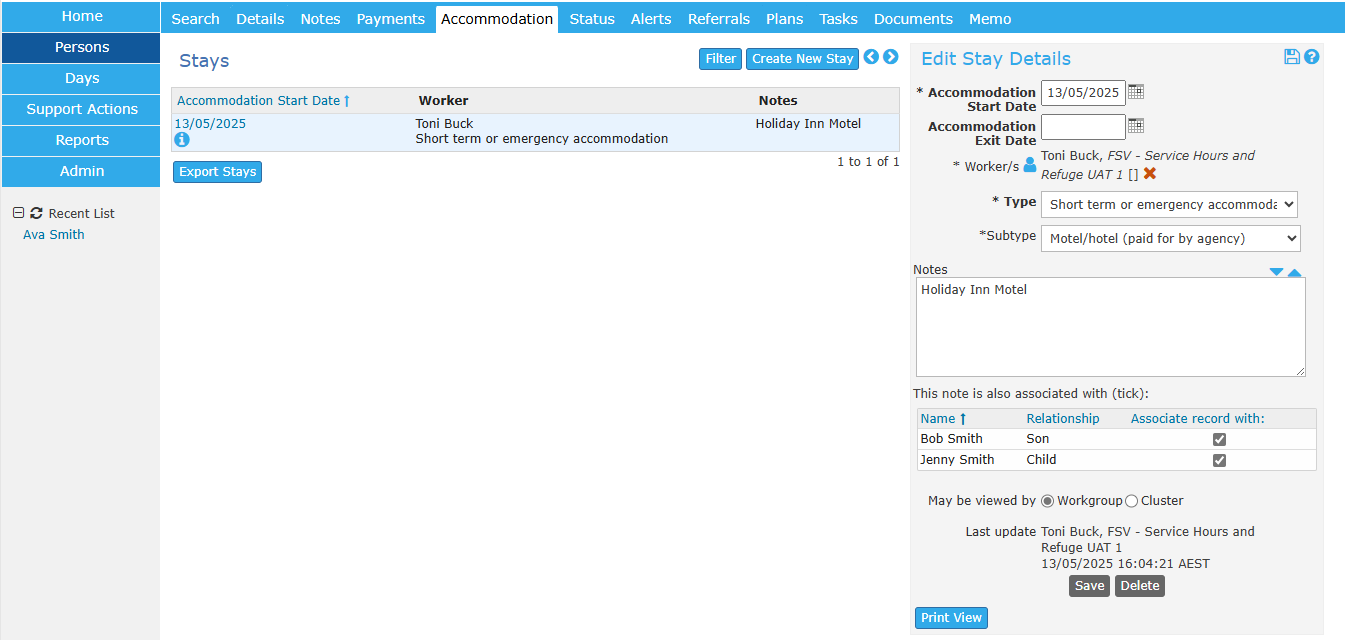 Home
Search Details Notes Payments Accommodation Status Alerts Referrals Plans Tasks Documents Memo
Persons
Days
Support Actions
Reports
Admin
Recent List
Ava Smith
Stays
Filter Create New Stay
Accommodation Start Date ↑ Worker Notes
13/05/2025 Toni Buck Holiday Inn Motel
Short term or emergency accommodation
1 to 1 of 1
Export Stays
Edit Stay Details
* Accommodation Start Date 13/05/2025
Accommodation Exit Date
* Worker/s Toni Buck, FSV - Service Hours and
Refuge UAT 1 []
* Type Short term or emergency accommoda
*Subtype Motel/hotel (paid for by agency)
Notes
Holiday Inn Motel
This note is also associated with (tick):
Name ↑ Relationship Associate record with:
Bob Smith Son
Jenny Smith Child
May be viewed by Workgroup Cluster
Last update Toni Buck, FSV - Service Hours and
Refuge UAT 1
13/05/2025 16:04:21 AEST
Save Delete
Print View